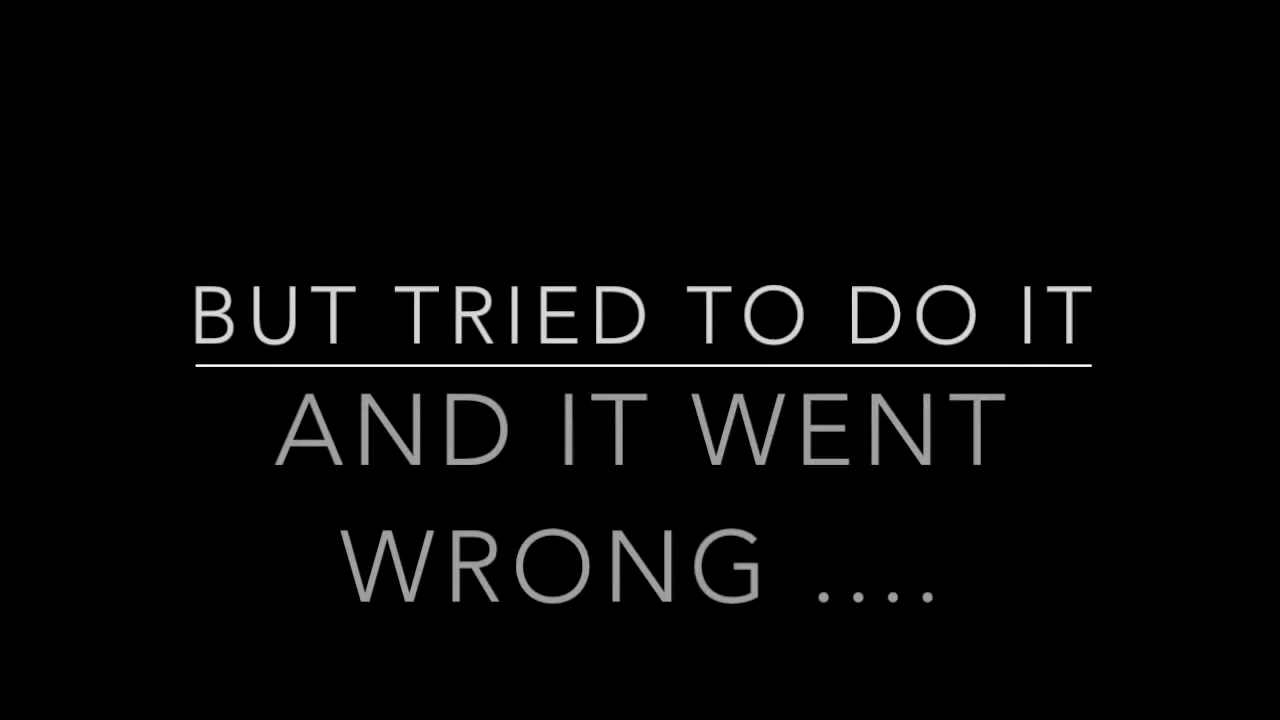 BUT TRIED TO DO IT
AND IT WENT
WRONG ....